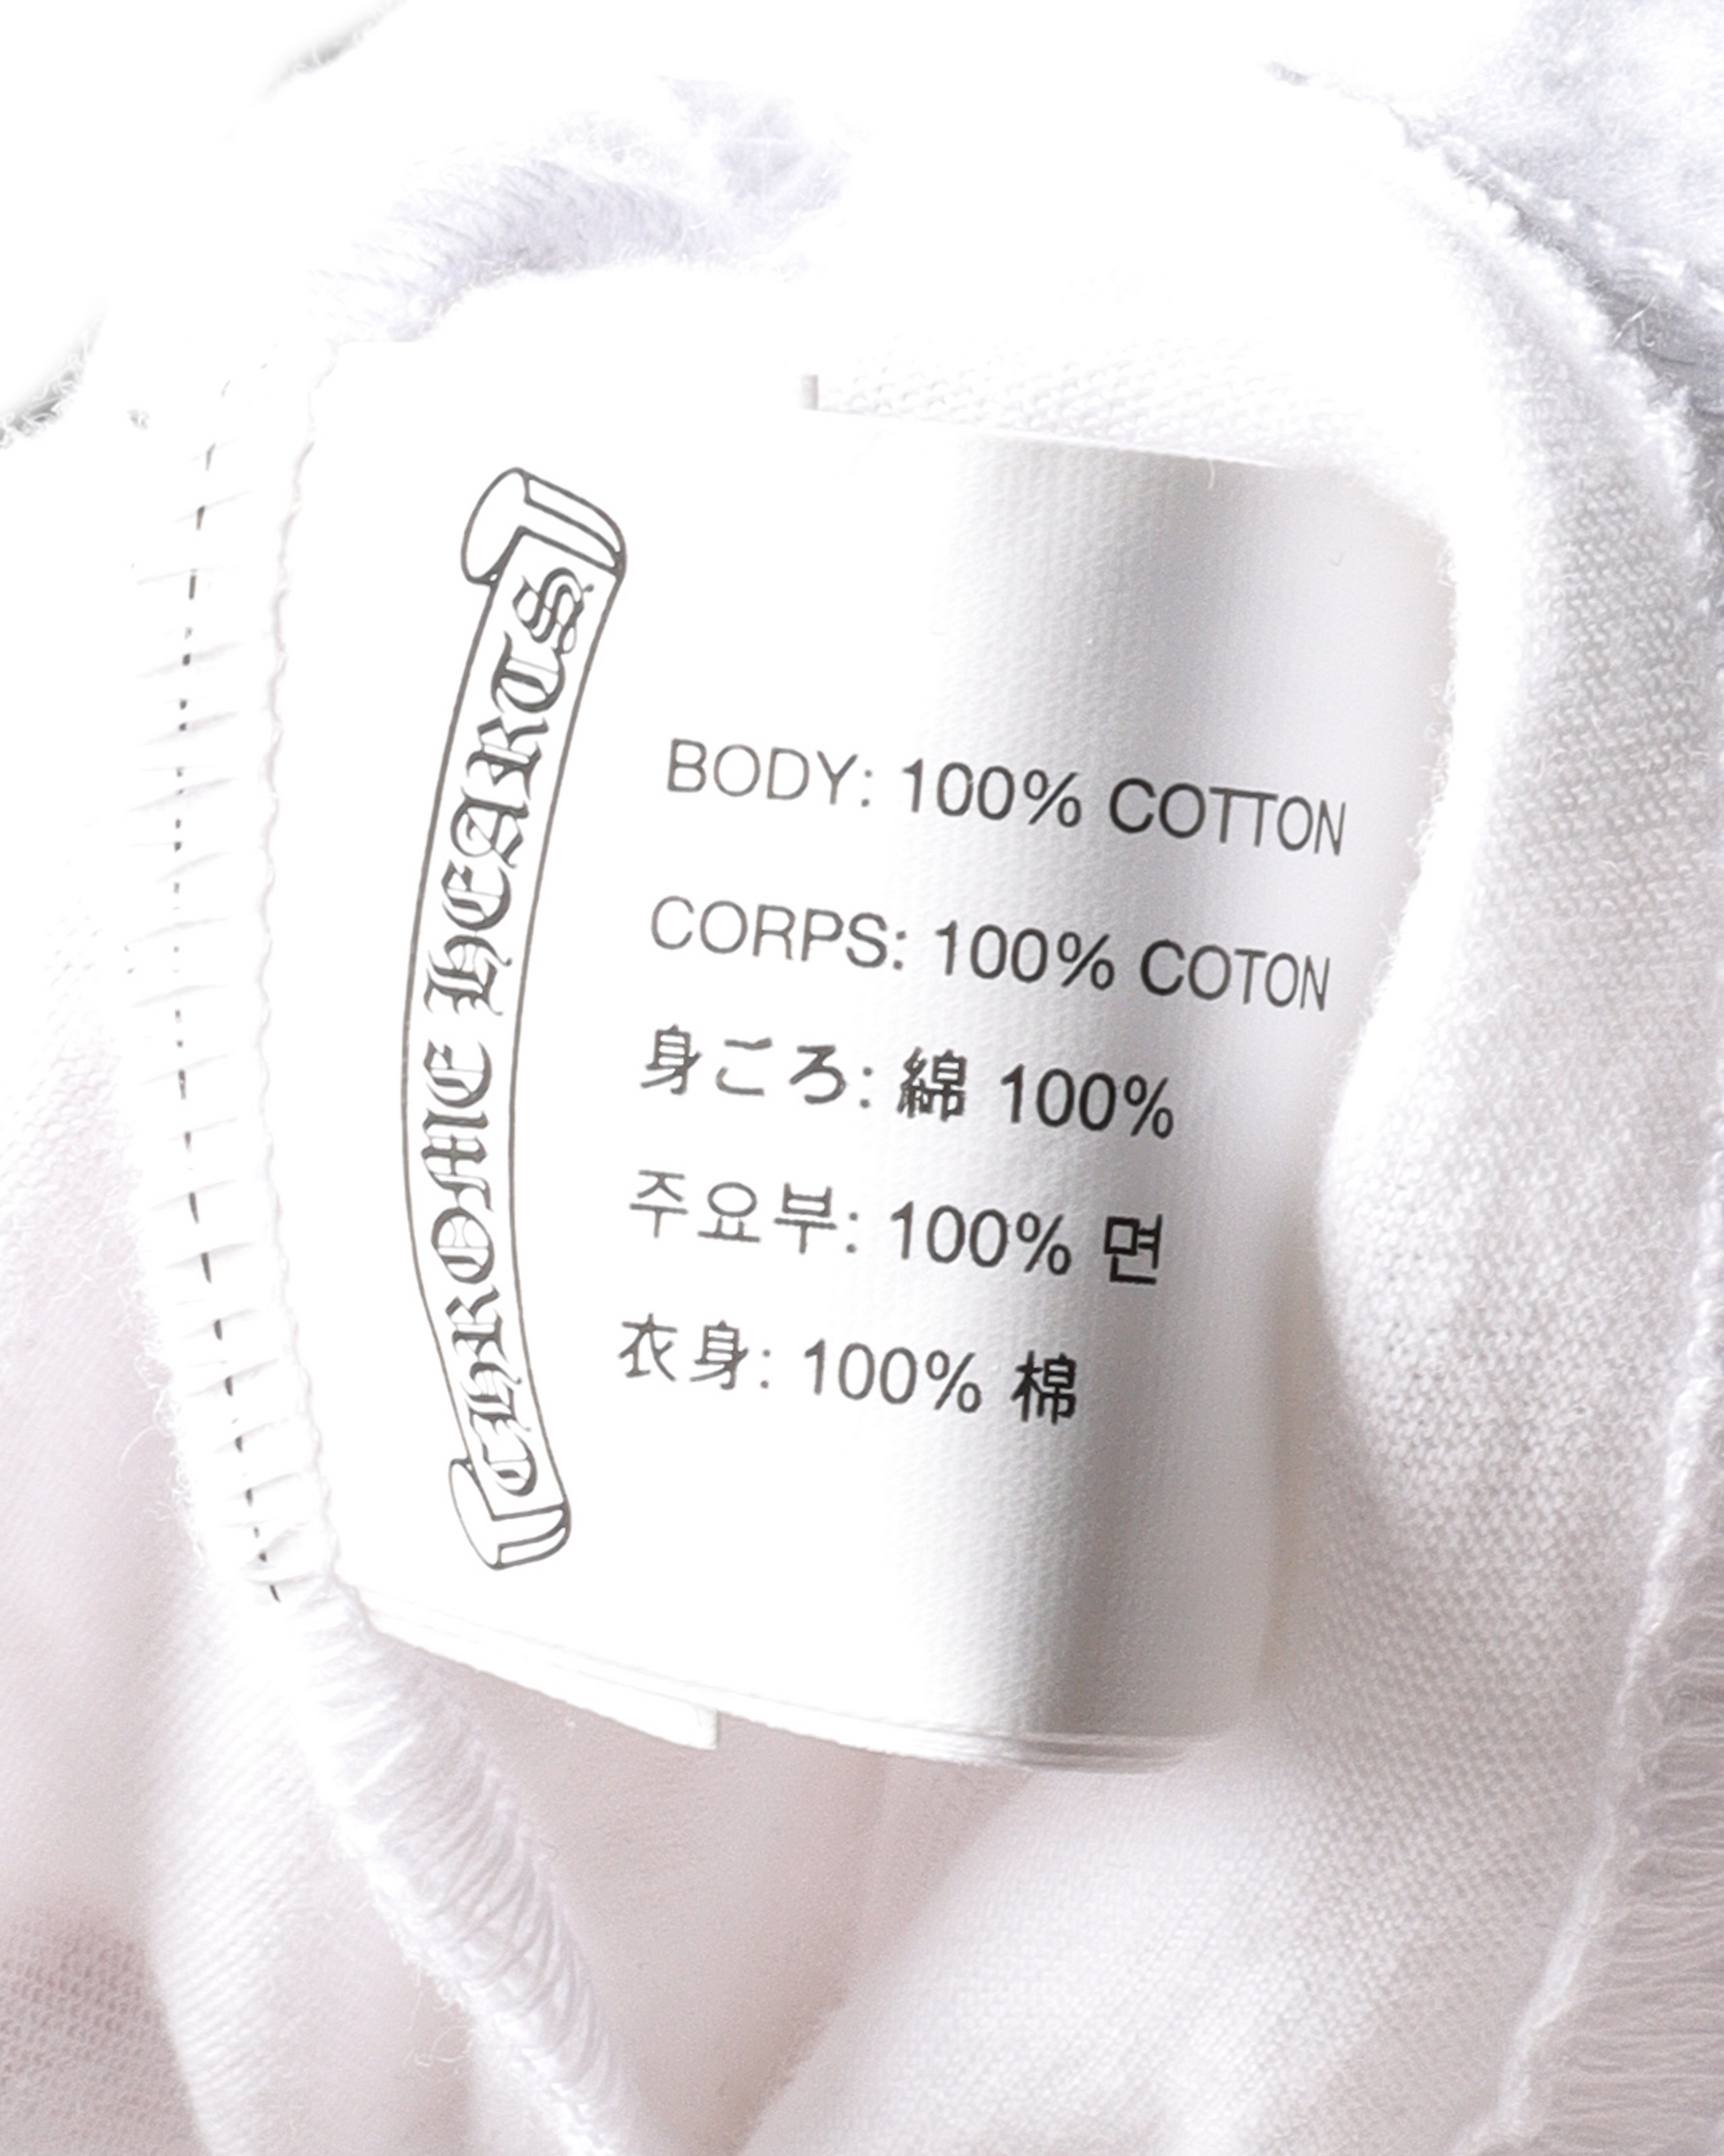 CHROME HEARTS
BODY: 100% COTTON
CORPS: 100% COTON
身ごろ: 綿 100%
주요부: 100% 면
衣身: 100% 棉